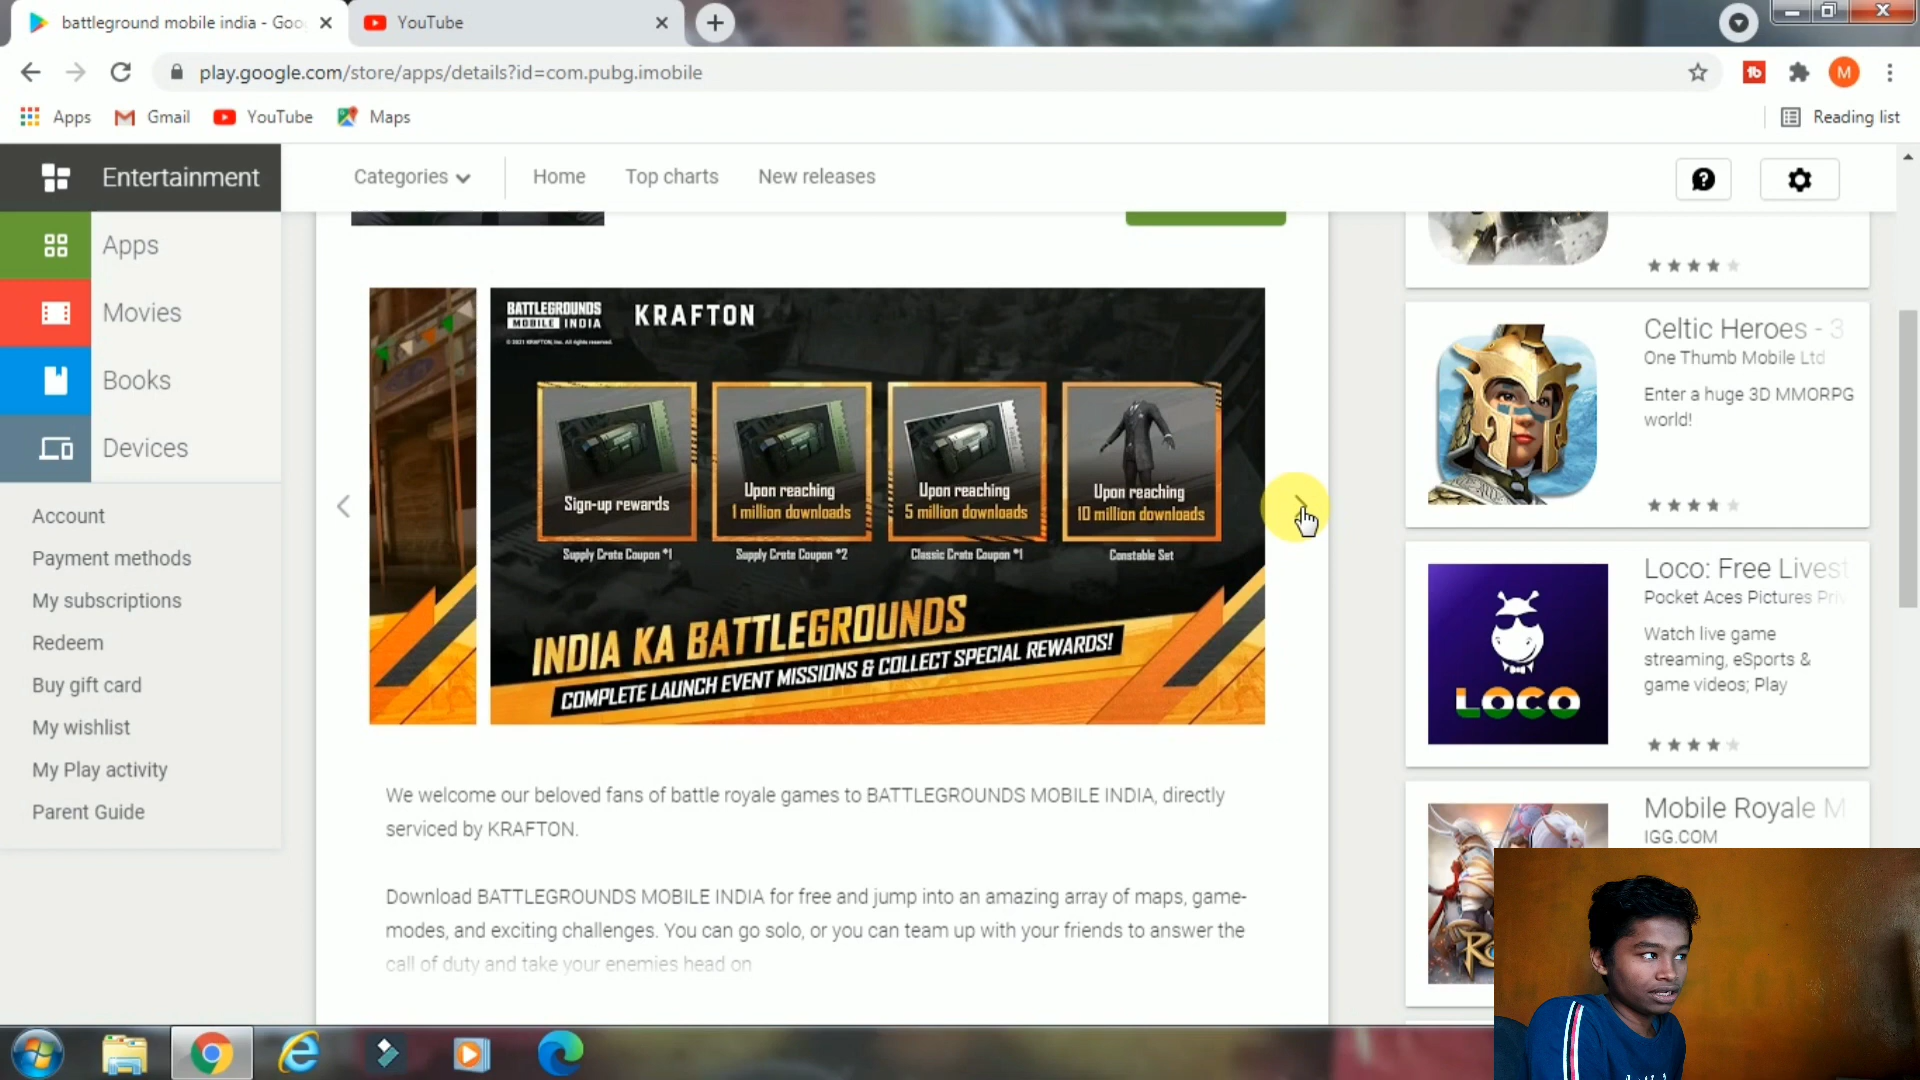 battleground mobile india - Goo
YouTube
play.google.com/store/apps/details?id=com.pubg.imobile
M
Apps
Gmail
YouTube
Maps
Reading list
Entertainment
Categories
Home
Top charts
New releases
Apps
Movies
Books
Devices
Account
Payment methods
My subscriptions
Redeem
Buy gift card
My wishlist
My Play activity
Parent Guide
BATTLEGROUNDS
MOBILE INDIA
KRAFTON
© 2021 KRAFTON, Inc. All rights reserved.
Sign-up rewards
Supply Crate Coupon *1
Upon reaching
1 million downloads
Supply Crate Coupon *2
Upon reaching
5 million downloads
Classic Crate Coupon *1
Upon reaching
10 million downloads
Constable Set
INDIA KA BATTLEGROUNDS
COMPLETE LAUNCH EVENT MISSIONS & COLLECT SPECIAL REWARDS!
We welcome our beloved fans of battle royale games to BATTLEGROUNDS MOBILE INDIA, directly
serviced by KRAFTON.
Download BATTLEGROUNDS MOBILE INDIA for free and jump into an amazing array of maps, game-
modes, and exciting challenges. You can go solo, or you can team up with your friends to answer the
call of duty and take your enemies head on
Celtic Heroes - 3
One Thumb Mobile Ltd
Enter a huge 3D MMORPG
world!
LOCO
Loco: Free Livest
Pocket Aces Pictures Priv
Watch live game
streaming, eSports &
game videos; Play
Mobile Royale M
IGG.COM